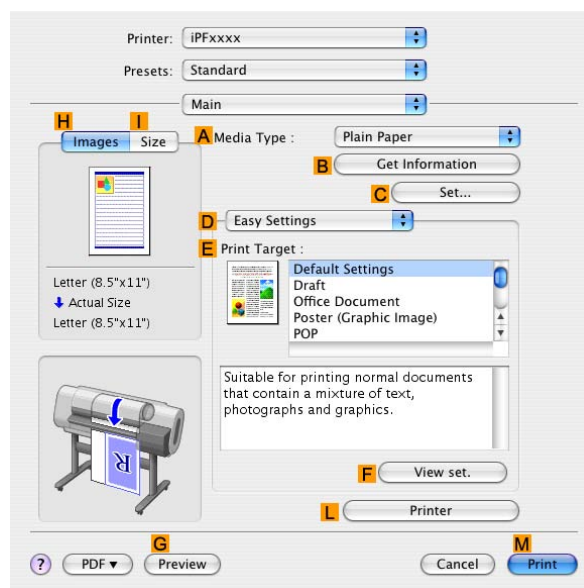 Printer: iPFxxxx
Presets: Standard
Main
H I
Images Size
A Media Type : Plain Paper
B Get Information
C Set...
D Easy Settings
E Print Target :
Default Settings
Draft
Office Document
Poster (Graphic Image)
POP
Letter (8.5"x11")
Actual Size
Letter (8.5"x11")
Suitable for printing normal documents
that contain a mixture of text,
photographs and graphics.
R
F View set.
L Printer
G M
? PDF▼ Preview Cancel Print